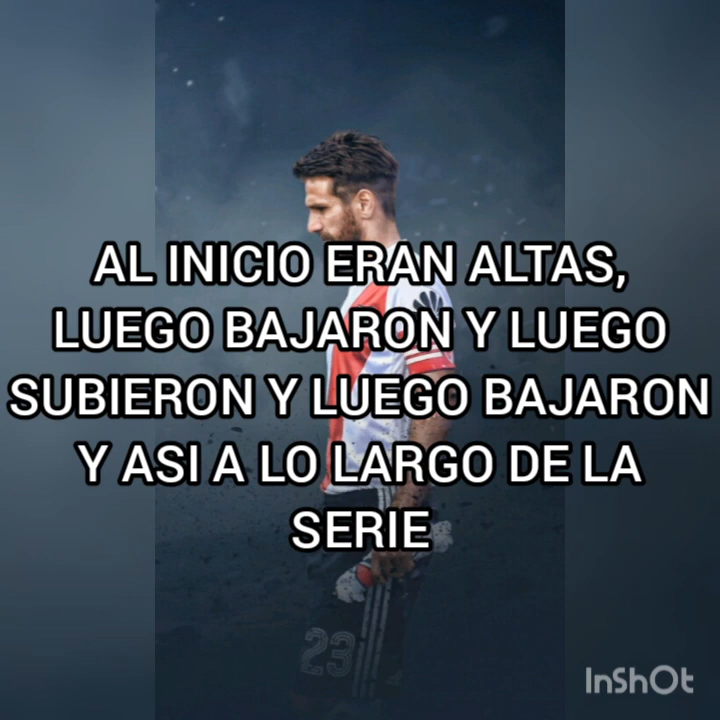 AL INICIO ERAN ALTAS,
LUEGO BAJARON Y LUEGO
SUBIERON Y LUEGO BAJARON
Y ASI A LO LARGO DE LA
SERIE
23
InShOt